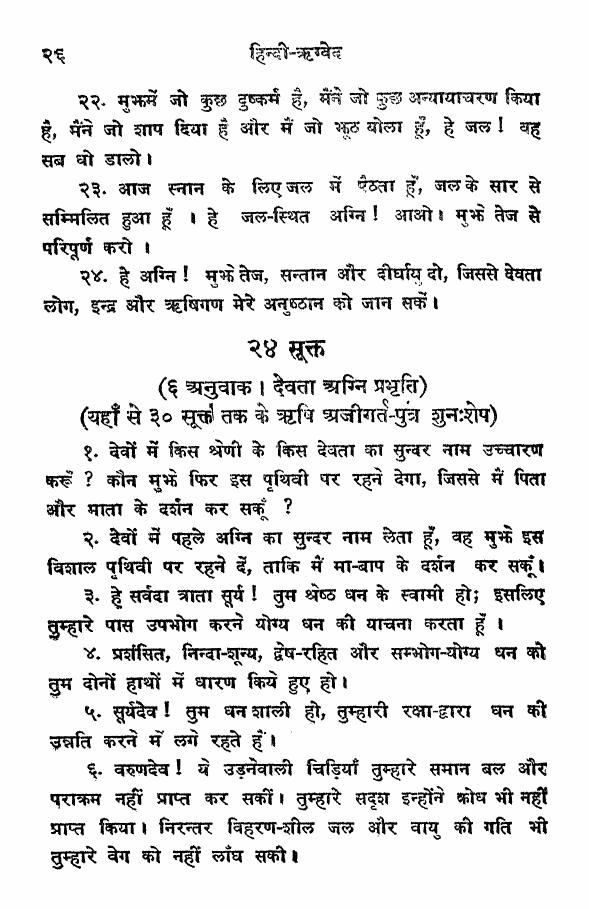 २६ हिन्दी-ऋग्वेद
२२. मुझमें जो कुछ दुष्कर्म है, मैंने जो कुछ अन्यायाचरण किया
है, मैंने जो शाप दिया है और मैं जो झूठ बोला हूँ, हे जल! वह
सब धो डालो।
२३. आज स्नान के लिए जल में पैठता हूँ, जल के सार से
सम्मिलित हुआ हूँ । हे जल-स्थित अग्नि! आओ। मुझे तेज से
परिपूर्ण करो ।
२४. हे अग्नि! मुझे तेज, सन्तान और दीर्घायु दो, जिससे देवता
लोग, इन्द्र और ऋषिगण मेरे अनुष्ठान को जान सकें।
२४ सूक्त
(६ अनुवाक। देवता अग्नि प्रभृति)
(यहाँ से ३० सूक्त तक के ऋषि अजीगर्त-पुत्र शुनःशेप)
१. देवों में किस श्रेणी के किस देवता का सुन्दर नाम उच्चारण
करूँ ? कौन मुझे फिर इस पृथिवी पर रहने देगा, जिससे मैं पिता
और माता के दर्शन कर सकूँ ?
२. देवों में पहले अग्नि का सुन्दर नाम लेता हूँ, वह मुझे इस
विशाल पृथिवी पर रहने दें, ताकि मैं मा-बाप के दर्शन कर सकूँ।
३. हे सर्वदा त्राता सूर्य! तुम श्रेष्ठ धन के स्वामी हो; इसलिए
तुम्हारे पास उपभोग करने योग्य धन की याचना करता हूँ ।
४. प्रशंसित, निन्दा-शून्य, द्वेष-रहित और सम्भोग-योग्य धन को
तुम दोनों हाथों में धारण किये हुए हो।
५. सूर्यदेव! तुम धनशाली हो, तुम्हारी रक्षा-द्वारा धन की
उन्नति करने में लगे रहते हैं।
६. वरुणदेव! ये उड़नेवाली चिड़ियाँ तुम्हारे समान बल और
पराक्रम नहीं प्राप्त कर सकीं। तुम्हारे सदृश इन्होंने क्रोध भी नहीं
प्राप्त किया। निरन्तर विहरण-शील जल और वायु की गति भी
तुम्हारे वेग को नहीं लाँघ सकी।